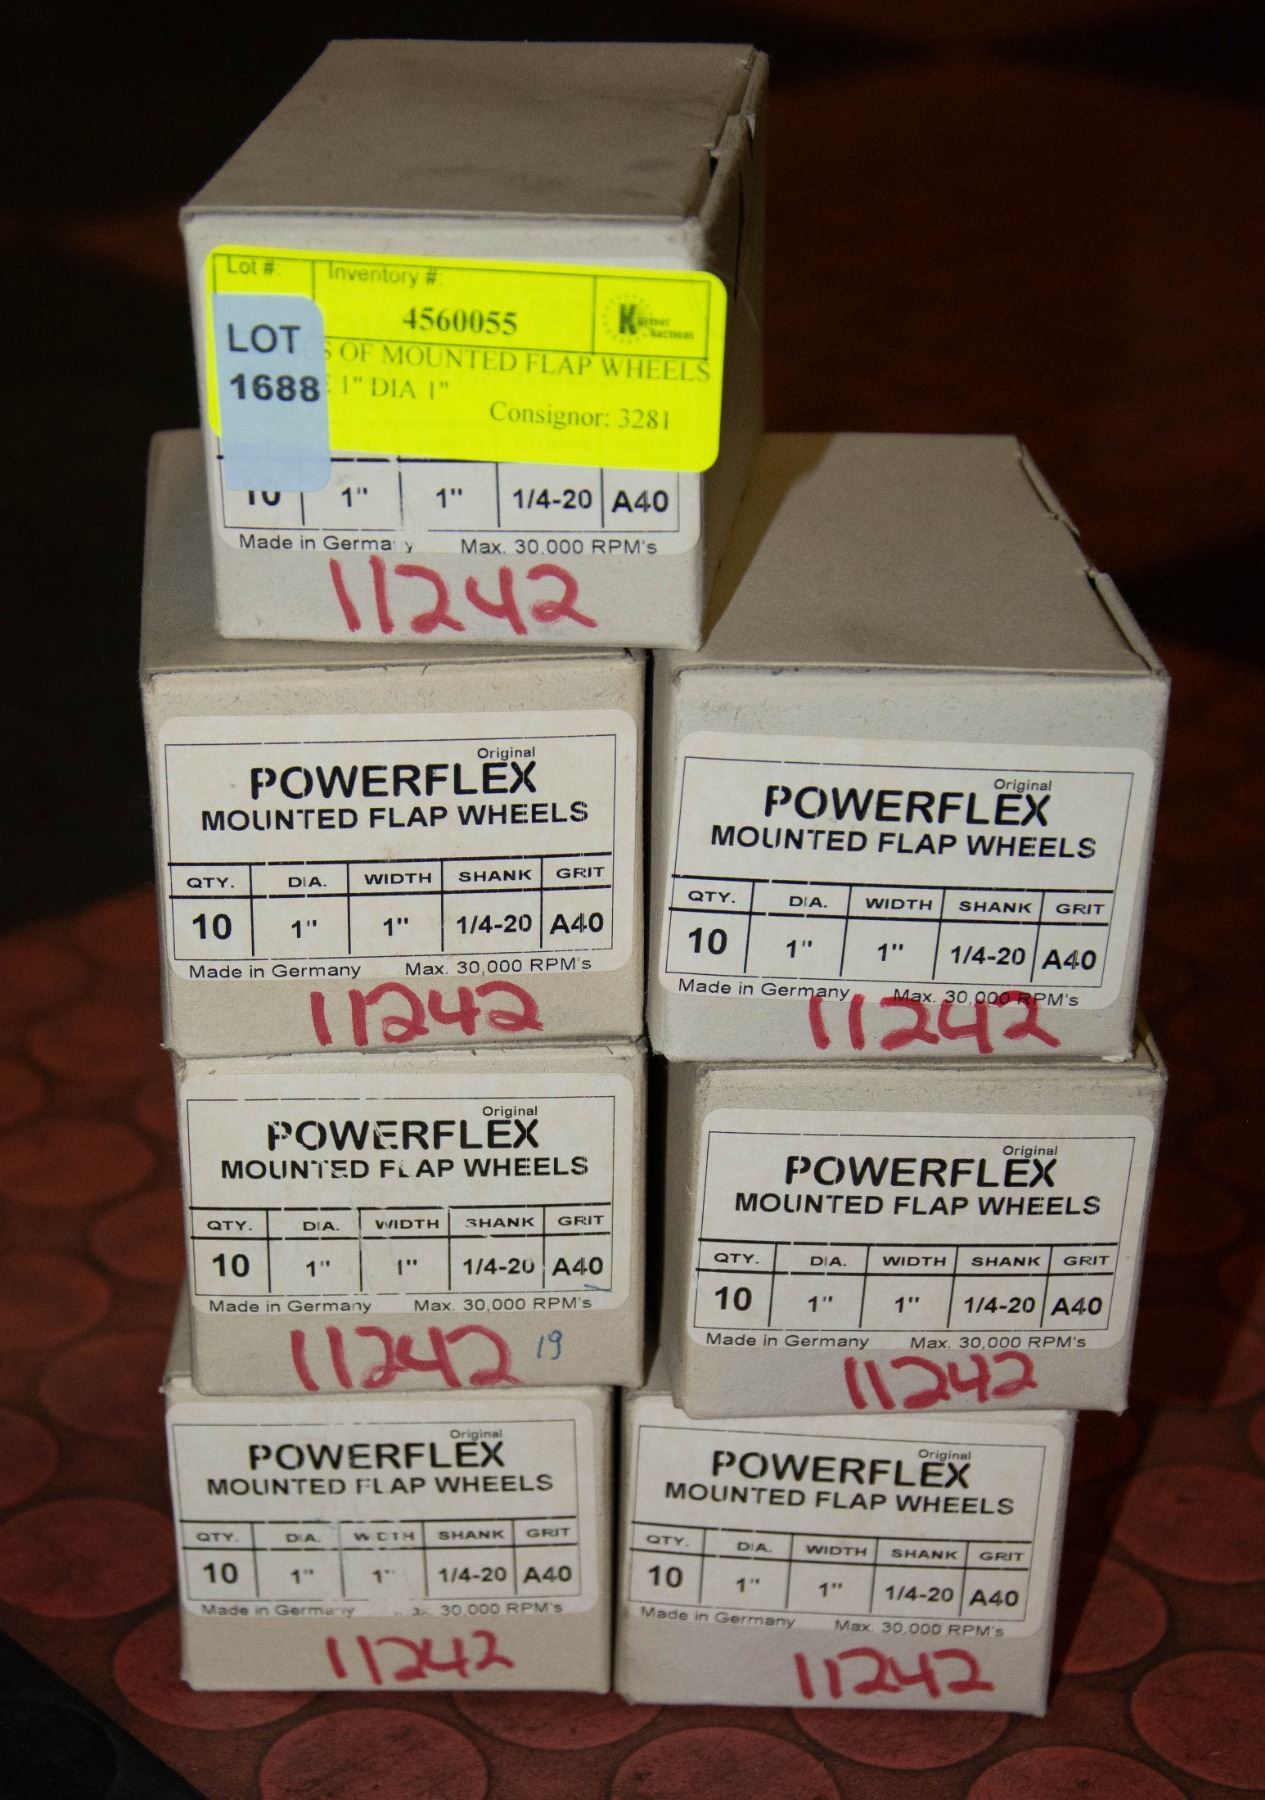 Lot #: Inventory #:
4560055
Kastner Auctions
LOT
1688
S OF MOUNTED FLAP WHEELS
1" DIA 1"
Consignor: 3281
10 1" 1" 1/4-20 A40
Made in Germany Max. 30,000 RPM's
11242
Original
POWERFLEX
MOUNTED FLAP WHEELS
QTY. DIA. WIDTH SHANK GRIT
10 1" 1" 1/4-20 A40
Made in Germany Max. 30,000 RPM's
11242
Original
POWERFLEX
MOUNTED FLAP WHEELS
QTY. DIA. WIDTH SHANK GRIT
10 1" 1" 1/4-20 A40
Made in Germany Max. 30,000 RPM's
11242
Original
POWERFLEX
MOUNTED FLAP WHEELS
QTY. DIA. WIDTH SHANK GRIT
10 1" 1" 1/4-20 A40
Made in Germany Max. 30,000 RPM's
11242 19
Original
POWERFLEX
MOUNTED FLAP WHEELS
QTY. DIA. WIDTH SHANK GRIT
10 1" 1" 1/4-20 A40
Made in Germany Max. 30,000 RPM's
11242
Original
POWERFLEX
MOUNTED FLAP WHEELS
QTY. DIA. WIDTH SHANK GRIT
10 1" 1" 1/4-20 A40
Made in Germany 30,000 RPM's
11242
Original
POWERFLEX
MOUNTED FLAP WHEELS
QTY. DIA. WIDTH SHANK GRIT
10 1" 1" 1/4-20 A40
Made in Germany Max. 30,000 RPM's
11242